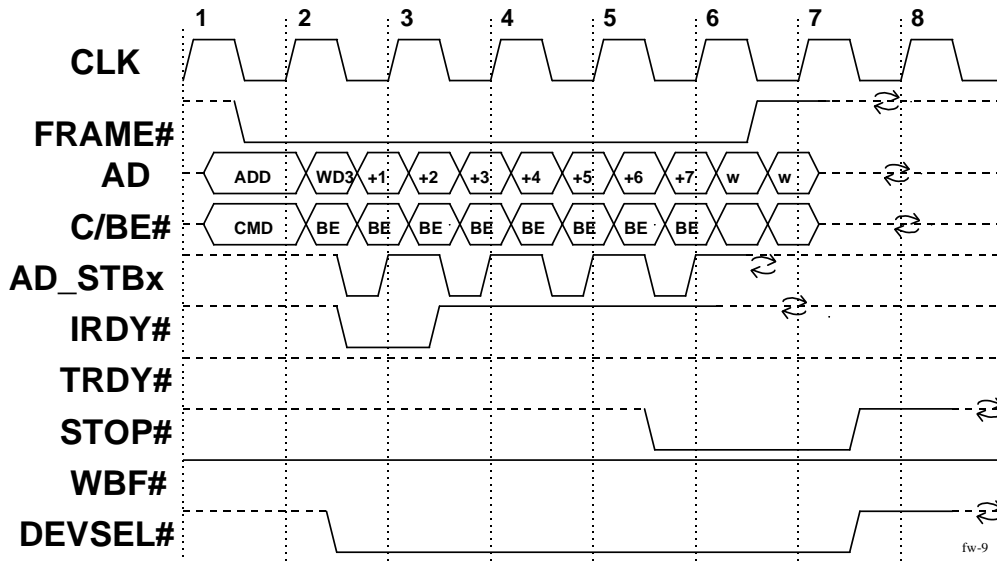 1 2 3 4 5 6 7 8
CLK
FRAME#
AD ADD WD3 +1 +2 +3 +4 +5 +6 +7 w w
C/BE# CMD BE BE BE BE BE BE BE BE
AD_STBx
IRDY#
TRDY#
STOP#
WBF#
DEVSEL#
fw-9